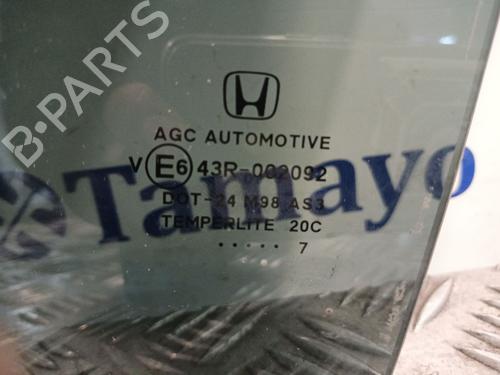 B-PARTS
AGC AUTOMOTIVE
V E6 43R-002092
Tamayo
DOT-24 M98 AS3
TEMPERLITE 20C
..... 7